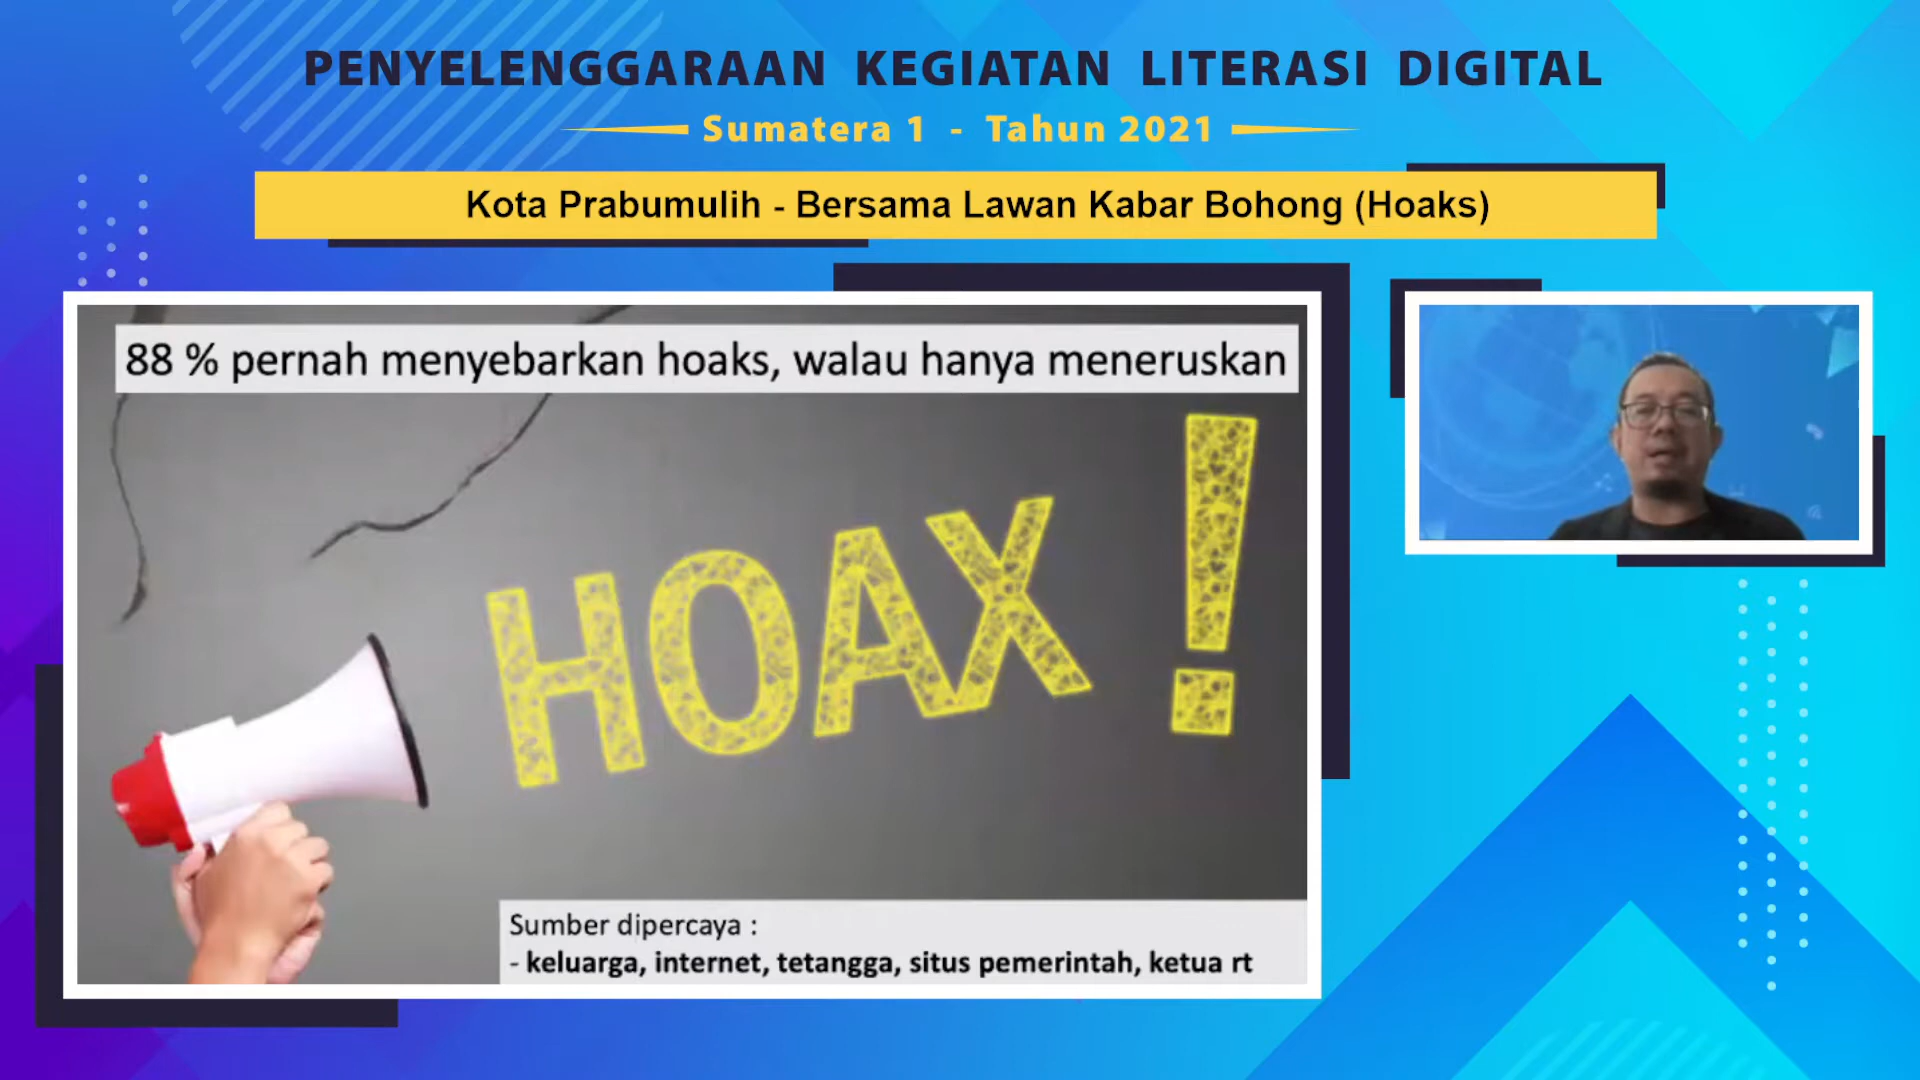 PENYELENGGARAAN KEGIATAN LITERASI DIGITAL
Sumatera 1 - Tahun 2021
Kota Prabumulih - Bersama Lawan Kabar Bohong (Hoaks)
88 % pernah menyebarkan hoaks, walau hanya meneruskan
HOAX !
Sumber dipercaya :
- keluarga, internet, tetangga, situs pemerintah, ketua rt